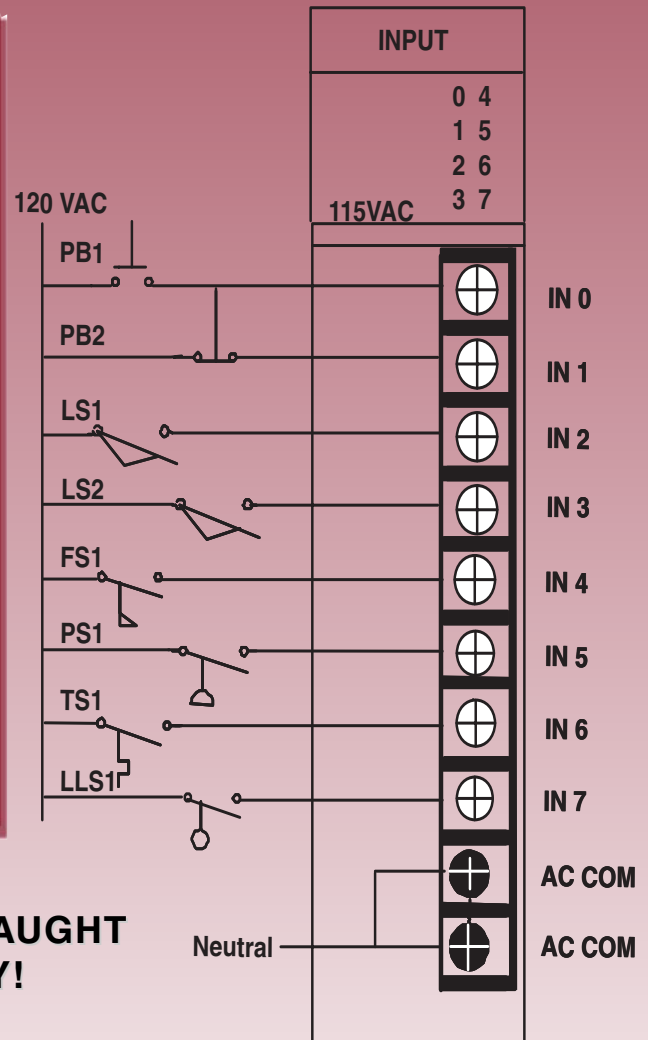 INPUT
0 4
1 5
2 6
3 7
115VAC
120 VAC
PB1
IN 0
PB2
IN 1
LS1
IN 2
LS2
IN 3
FS1
IN 4
PS1
IN 5
TS1
IN 6
LLS1
IN 7
AC COM
Neutral
AC COM
AUGHT
Y!